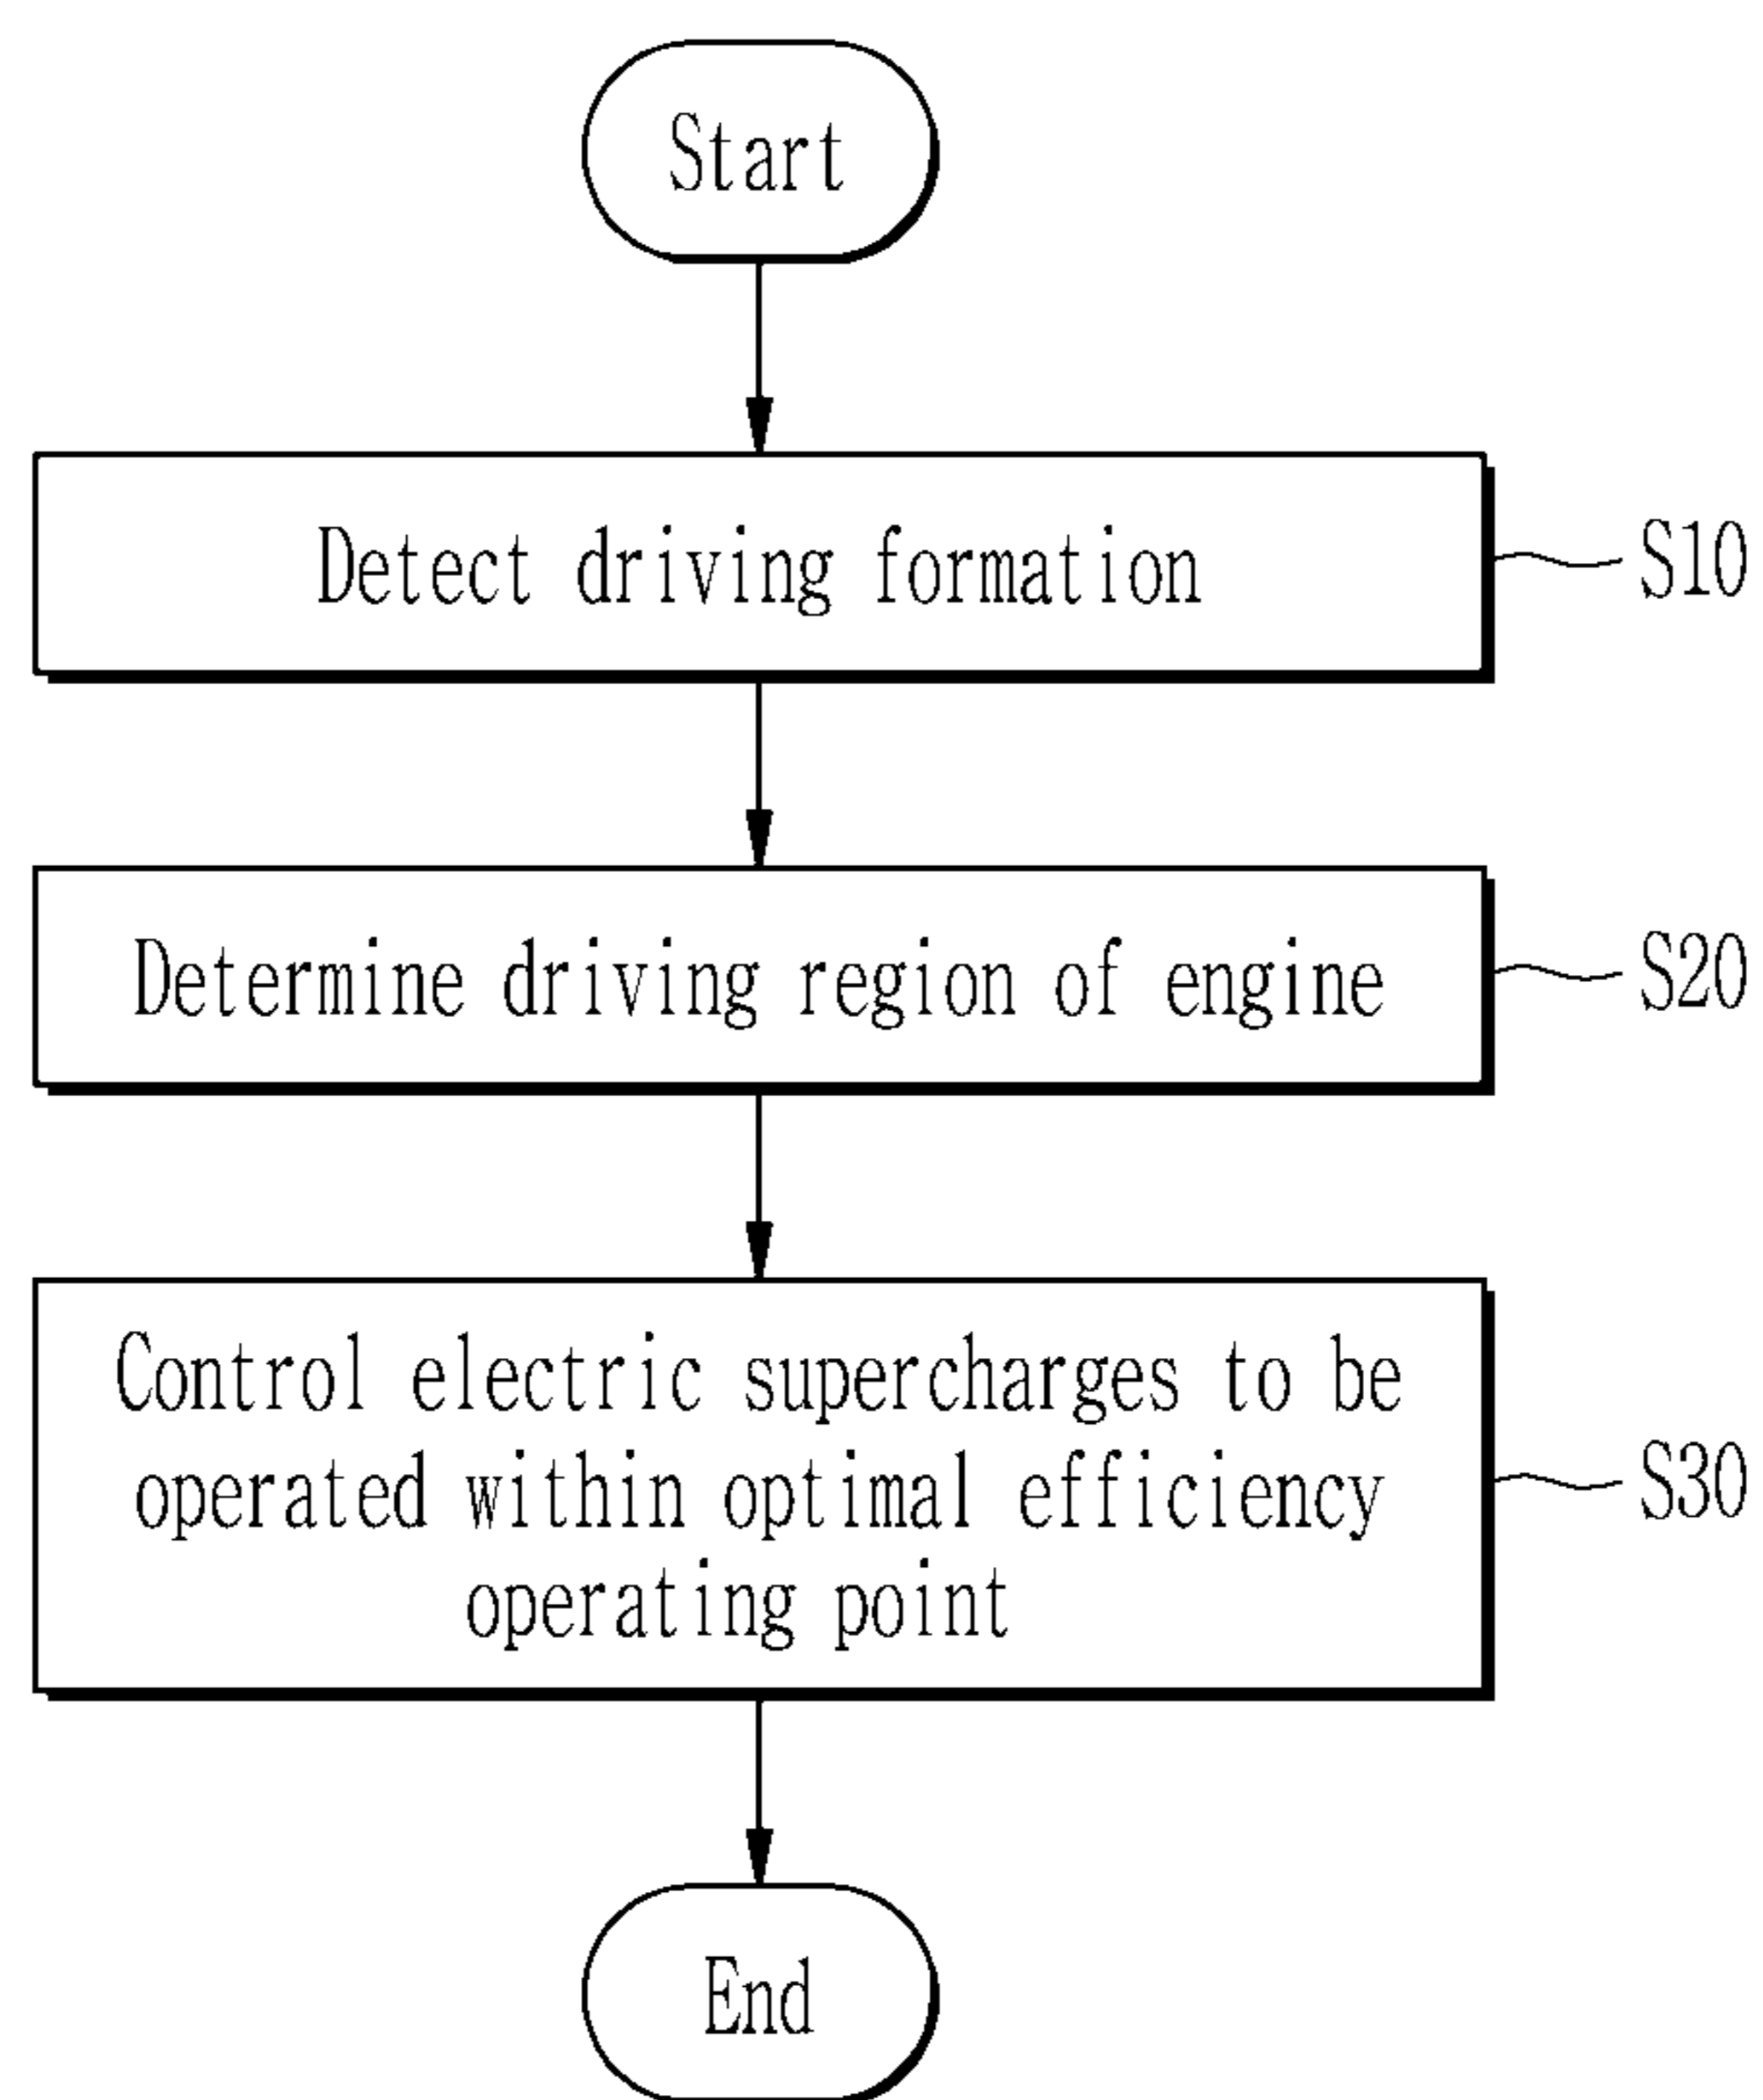 Start
Detect driving formation
S10
Determine driving region of engine
S20
Control electric supercharges to be
operated within optimal efficiency
operating point
S30
End